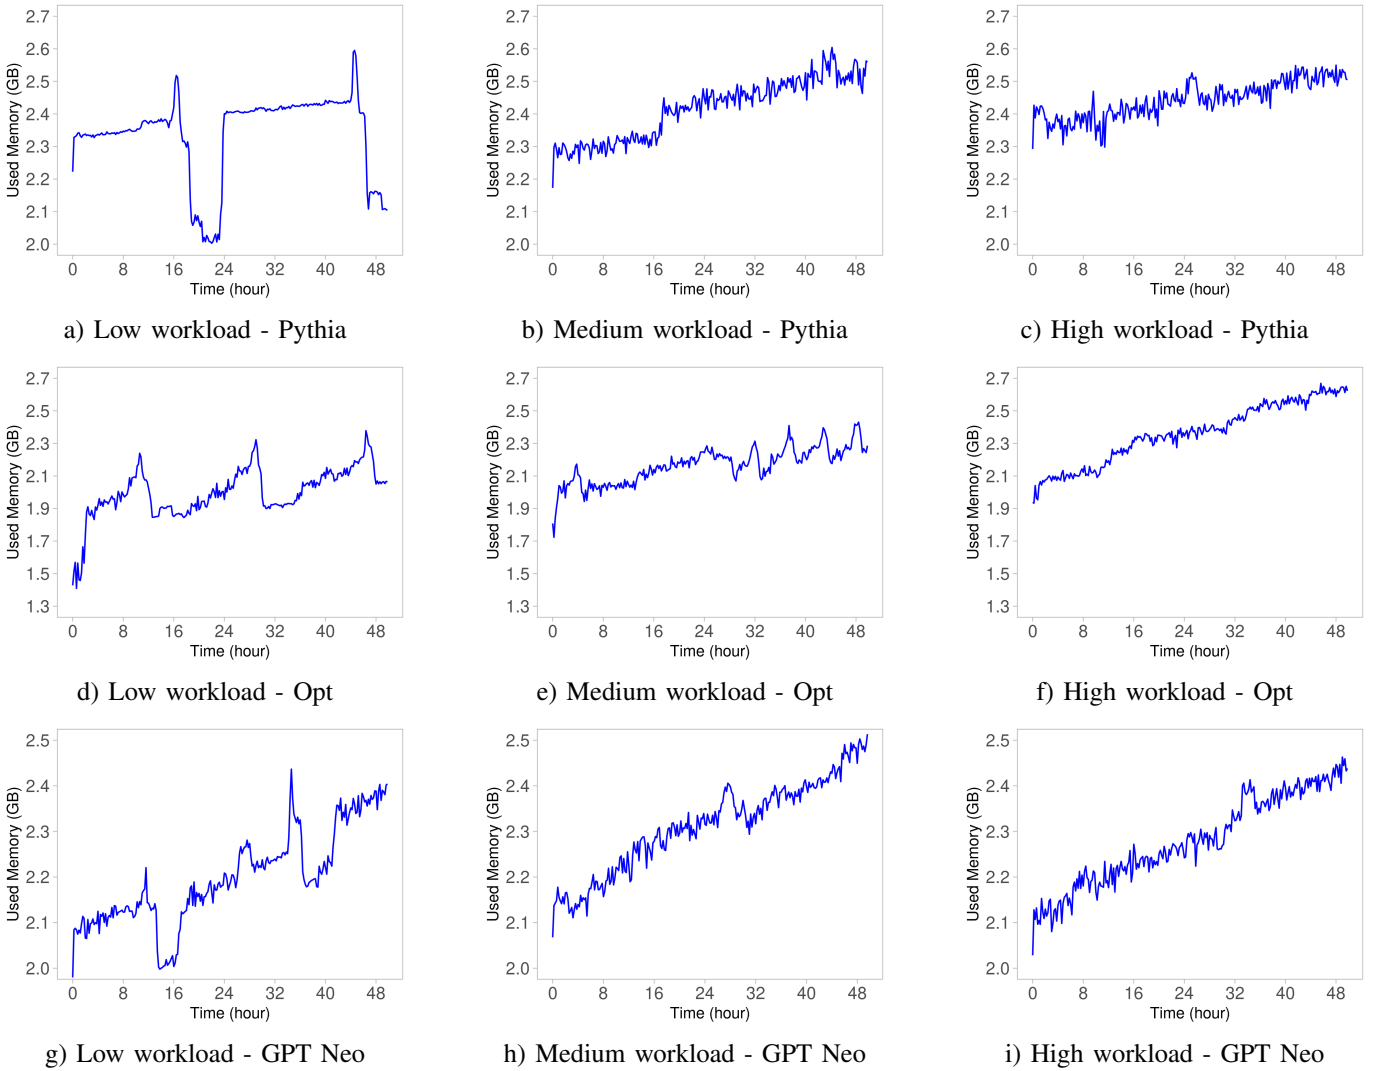 2.7
2.6
2.5
2.4
2.3
2.2
2.1
2.0
Used Memory (GB)
0 8 16 24 32 40 48
Time (hour)
a) Low workload - Pythia
2.7
2.6
2.5
2.4
2.3
2.2
2.1
2.0
Used Memory (GB)
0 8 16 24 32 40 48
Time (hour)
b) Medium workload - Pythia
2.7
2.6
2.5
2.4
2.3
2.2
2.1
2.0
Used Memory (GB)
0 8 16 24 32 40 48
Time (hour)
c) High workload - Pythia
2.7
2.5
2.3
2.1
1.9
1.7
1.5
1.3
Used Memory (GB)
0 8 16 24 32 40 48
Time (hour)
d) Low workload - Opt
2.7
2.5
2.3
2.1
1.9
1.7
1.5
1.3
Used Memory (GB)
0 8 16 24 32 40 48
Time (hour)
e) Medium workload - Opt
2.7
2.5
2.3
2.1
1.9
1.7
1.5
1.3
Used Memory (GB)
0 8 16 24 32 40 48
Time (hour)
f) High workload - Opt
2.5
2.4
2.3
2.2
2.1
2.0
Used Memory (GB)
0 8 16 24 32 40 48
Time (hour)
g) Low workload - GPT Neo
2.5
2.4
2.3
2.2
2.1
2.0
Used Memory (GB)
0 8 16 24 32 40 48
Time (hour)
h) Medium workload - GPT Neo
2.5
2.4
2.3
2.2
2.1
2.0
Used Memory (GB)
0 8 16 24 32 40 48
Time (hour)
i) High workload - GPT Neo